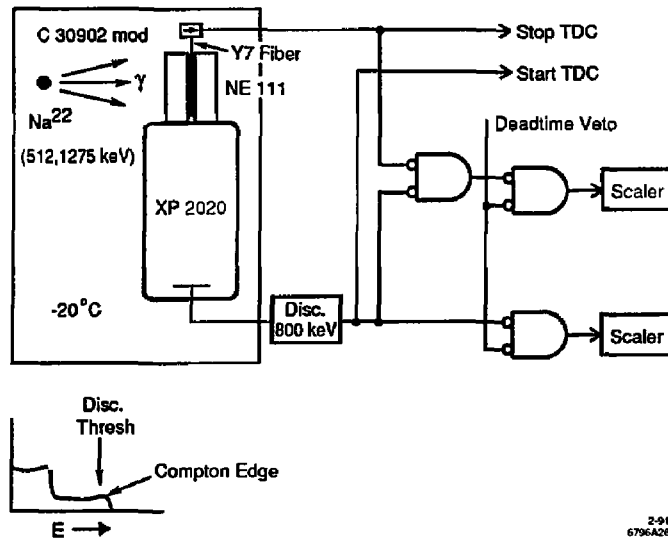 C 30902 mod
Y7 Fiber
Stop TDC
Start TDC
γ
NE 111
Na22
(512,1275 keV)
Deadtime Veto
XP 2020
Scaler
-20°C
Disc.
800 keV
Scaler
Disc.
Thresh
Compton Edge
E
2-91
6796A26